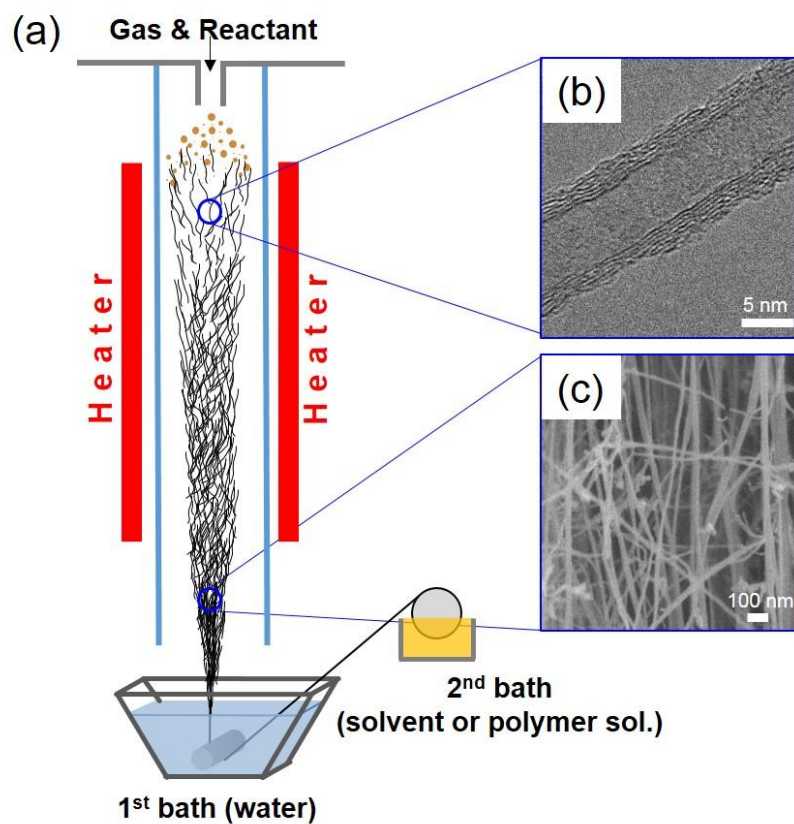 (a)
Gas & Reactant
(b)
5 nm
Heater
Heater
(c)
100 nm
2nd bath
(solvent or polymer sol.)
1st bath (water)